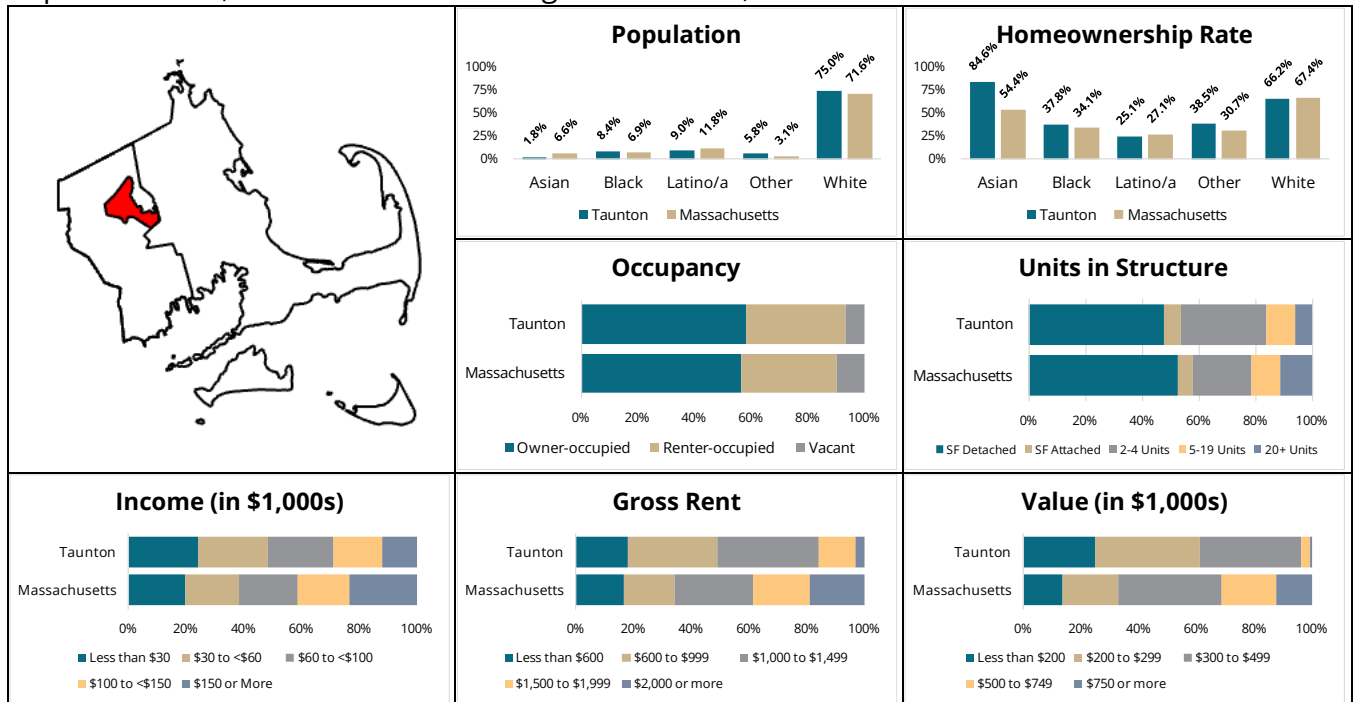 Population
100%
75%
50%
25%
0%
1.8%
6.6%
8.4%
6.9%
9.0%
11.8%
5.8%
3.1%
75.0%
71.6%
Asian Black Latino/a Other White
Taunton Massachusetts
Homeownership Rate
100%
75%
50%
25%
0%
84.6%
54.4%
37.8%
34.1%
25.1%
27.1%
38.5%
30.7%
66.2%
67.4%
Asian Black Latino/a Other White
Taunton Massachusetts
Occupancy
Taunton
Massachusetts
0% 20% 40% 60% 80% 100%
Owner-occupied Renter-occupied Vacant
Units in Structure
Taunton
Massachusetts
0% 20% 40% 60% 80% 100%
SF Detached SF Attached 2-4 Units 5-19 Units 20+ Units
Income (in $1,000s)
Taunton
Massachusetts
0% 20% 40% 60% 80% 100%
Less than $30 $30 to <$60 $60 to <$100
$100 to <$150 $150 or More
Gross Rent
Taunton
Massachusetts
0% 20% 40% 60% 80% 100%
Less than $600 $600 to $999 $1,000 to $1,499
$1,500 to $1,999 $2,000 or more
Value (in $1,000s)
Taunton
Massachusetts
0% 20% 40% 60% 80% 100%
Less than $200 $200 to $299 $300 to $499
$500 to $749 $750 or more